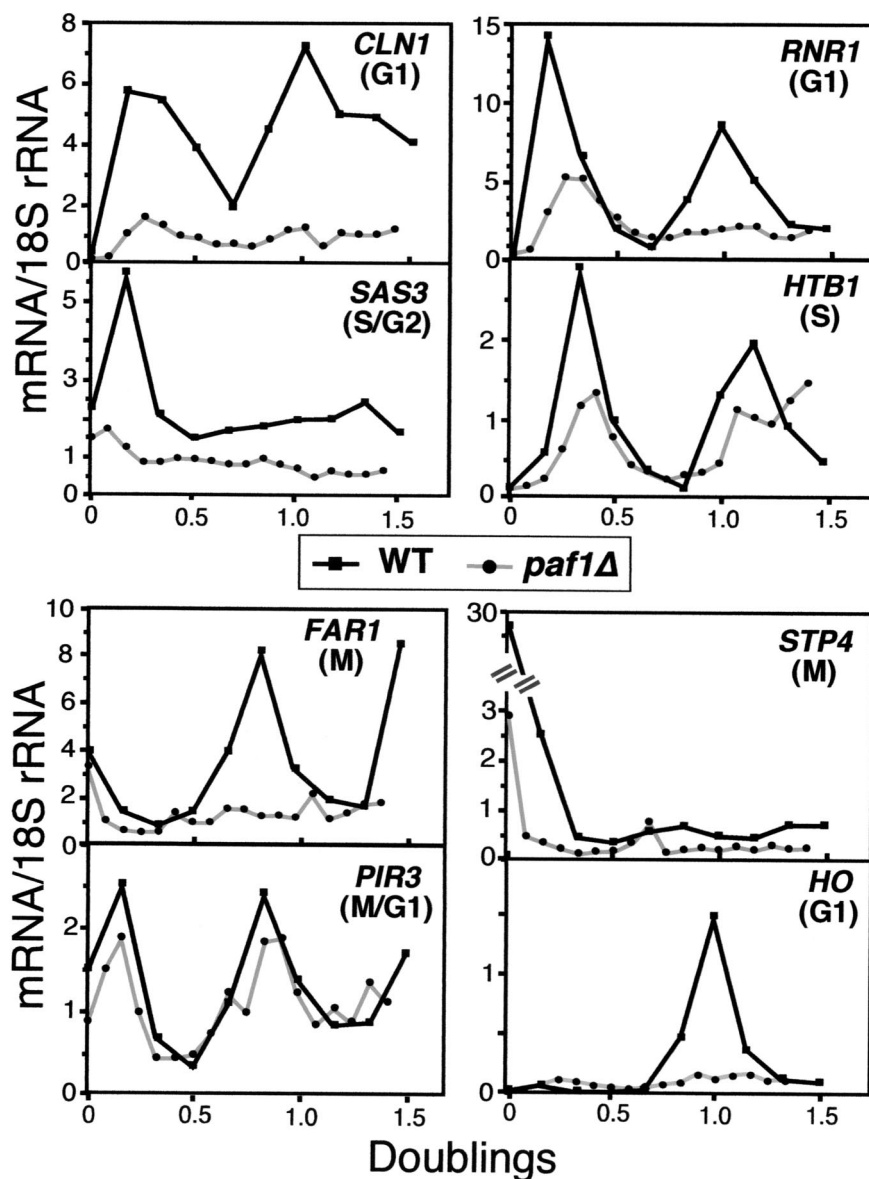 mRNA/18S rRNA
8
6
4
2
0
CLN1
(G1)
15
10
5
0
RNR1
(G1)
5
3
1
0
SAS3
(S/G2)
0 0.5 1.0 1.5
2
1
0
HTB1
(S)
0 0.5 1.0 1.5
WT paf1Δ
mRNA/18S rRNA
10
8
6
4
2
0
FAR1
(M)
30
3
2
1
0
STP4
(M)
2
1
0
PIR3
(M/G1)
0 0.5 1.0 1.5
1
0
HO
(G1)
0 0.5 1.0 1.5
Doublings